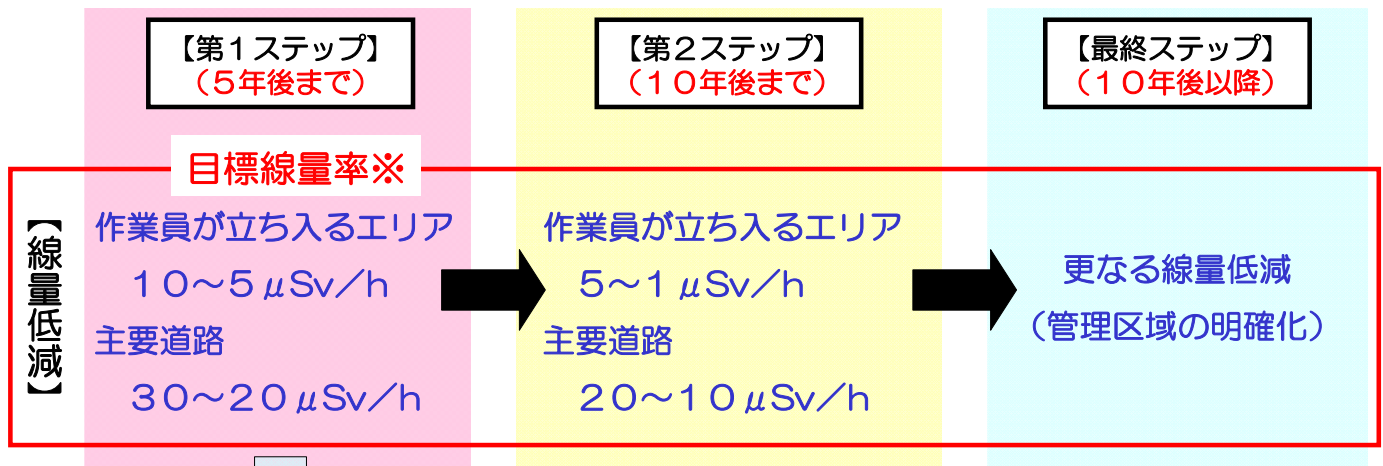 【第１ステップ】
（５年後まで）
【第２ステップ】
（１０年後まで）
【最終ステップ】
（１０年後以降）
目標線量率※
【線量低減】
作業員が立ち入るエリア
１０～５μSv／h
主要道路
３０～２０μSv／h
作業員が立ち入るエリア
５～１μSv／h
主要道路
２０～１０μSv／h
更なる線量低減
（管理区域の明確化）